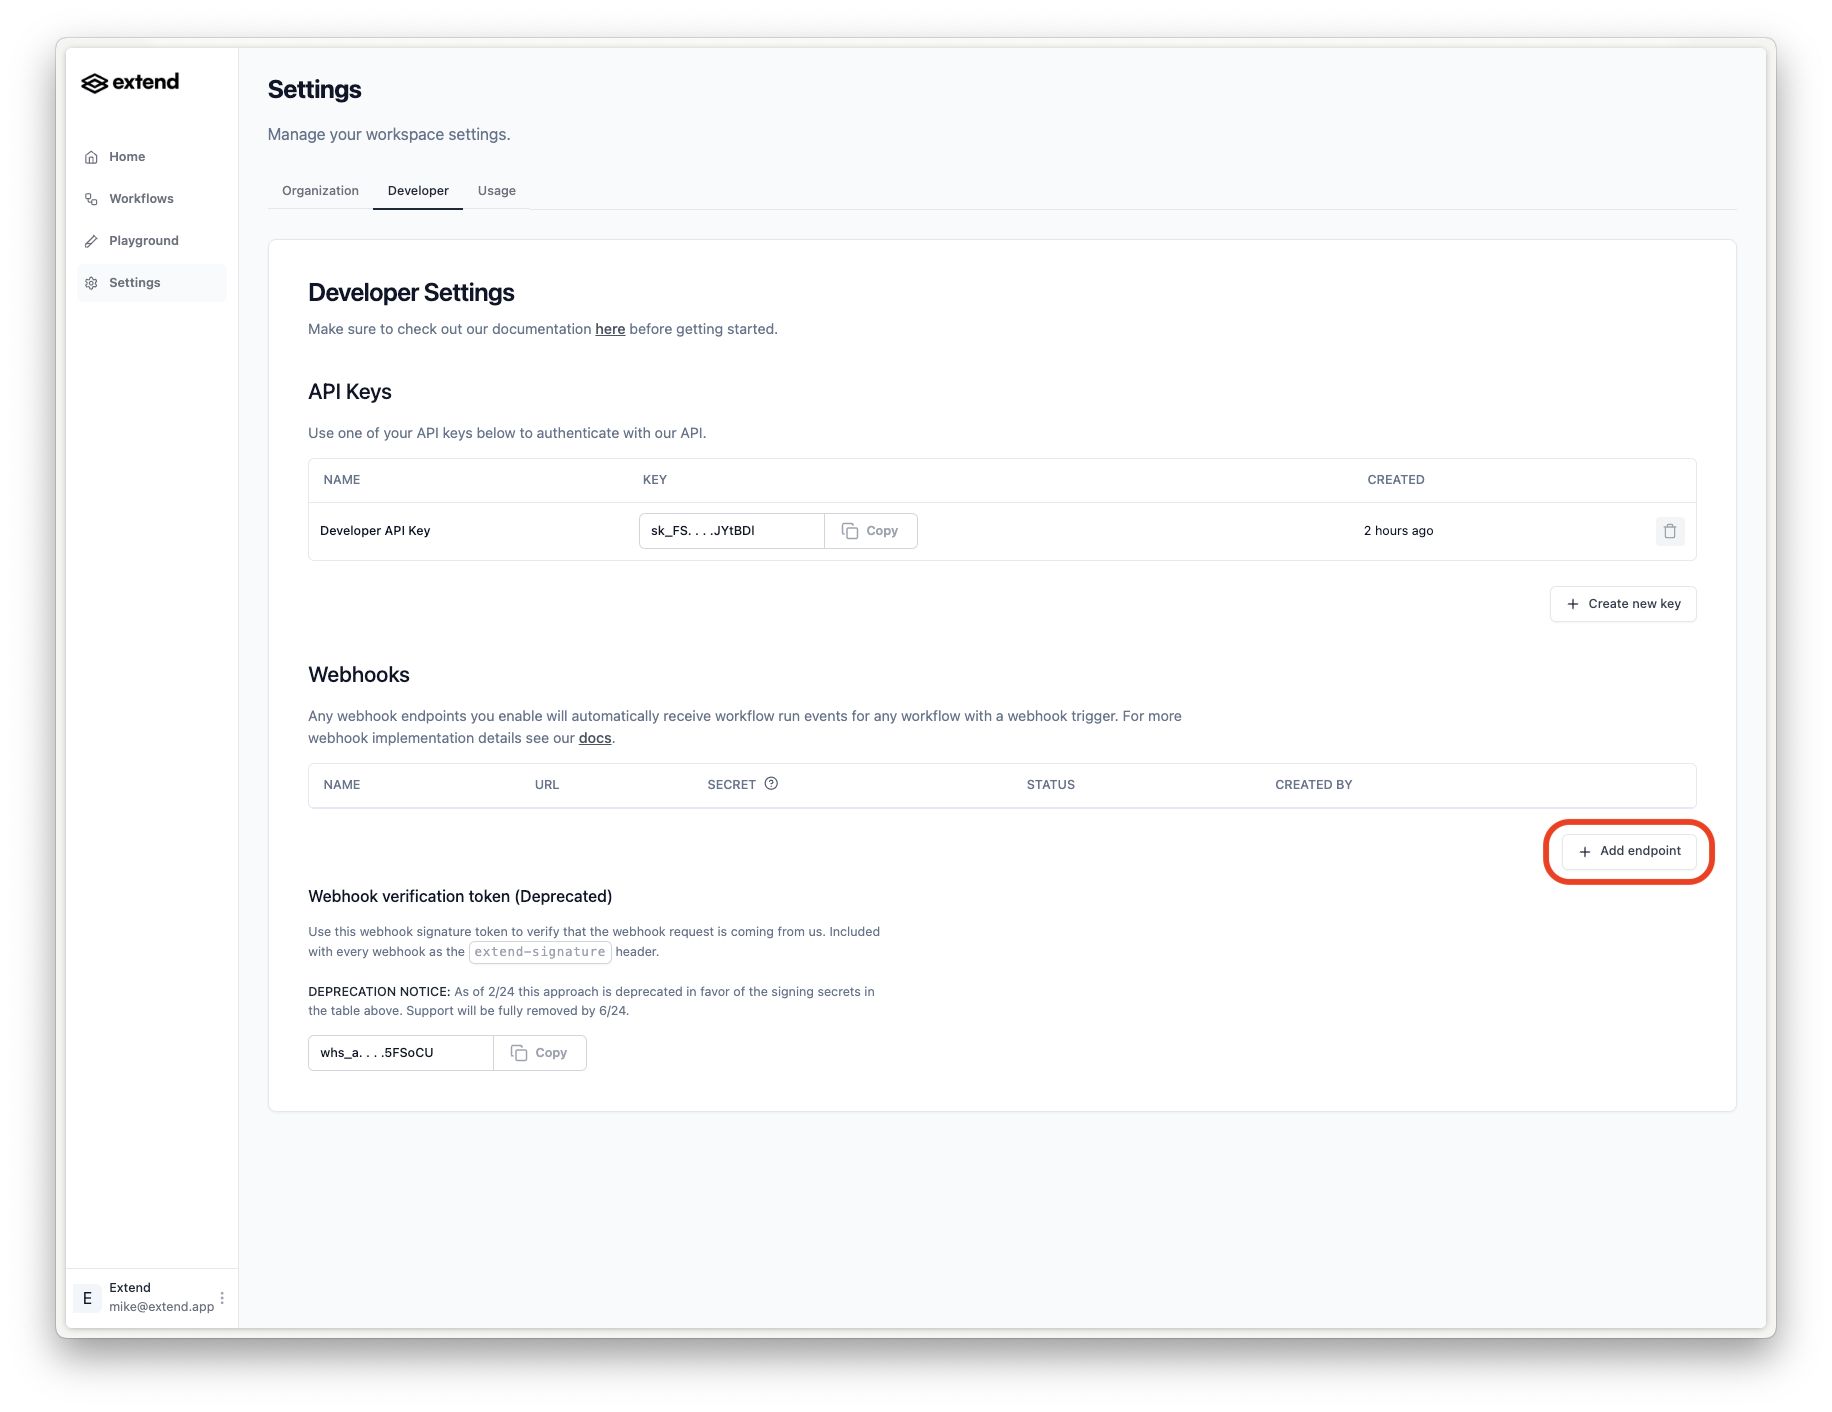 extend
Home
Workflows
Playground
Settings
Settings
Manage your workspace settings.
Organization Developer Usage
Developer Settings
Make sure to check out our documentation here before getting started.
API Keys
Use one of your API keys below to authenticate with our API.
NAME KEY CREATED
Developer API Key sk_FS. . . .JYtBDI Copy 2 hours ago
+ Create new key
Webhooks
Any webhook endpoints you enable will automatically receive workflow run events for any workflow with a webhook trigger. For more
webhook implementation details see our docs.
NAME URL SECRET ? STATUS CREATED BY
+ Add endpoint
Webhook verification token (Deprecated)
Use this webhook signature token to verify that the webhook request is coming from us. Included
with every webhook as the extend-signature header.
DEPRECATION NOTICE: As of 2/24 this approach is deprecated in favor of the signing secrets in
the table above. Support will be fully removed by 6/24.
whs_a. . . .5FSoCU Copy
E
Extend
mike@extend.app